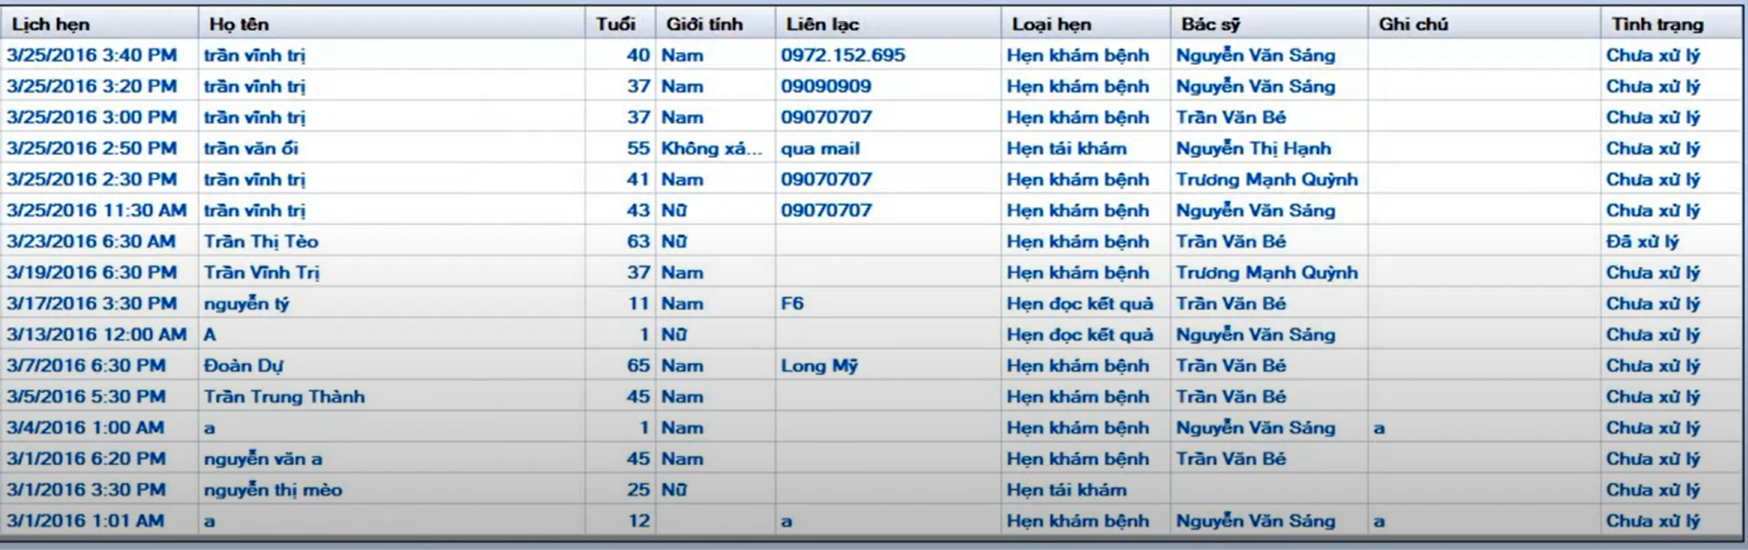 Lịch hẹn Họ tên Tuổi Giới tính Liên lạc Loại hẹn Bác sỹ Ghi chú Tình trạng
3/25/2016 3:40 PM trần vĩnh trị 40 Nam 0972.152.695 Hẹn khám bệnh Nguyễn Văn Sáng Chưa xử lý
3/25/2016 3:20 PM trần vĩnh trị 37 Nam 09090909 Hẹn khám bệnh Nguyễn Văn Sáng Chưa xử lý
3/25/2016 3:00 PM trần vĩnh trị 37 Nam 09070707 Hẹn khám bệnh Trần Văn Bé Chưa xử lý
3/25/2016 2:50 PM trần văn ổi 55 Không xá... qua mail Hẹn tái khám Nguyễn Thị Hạnh Chưa xử lý
3/25/2016 2:30 PM trần vĩnh trị 41 Nam 09070707 Hẹn khám bệnh Trương Mạnh Quỳnh Chưa xử lý
3/25/2016 11:30 AM trần vĩnh trị 43 Nữ 09070707 Hẹn khám bệnh Nguyễn Văn Sáng Chưa xử lý
3/23/2016 6:30 AM Trần Thị Tèo 63 Nữ Hẹn khám bệnh Trần Văn Bé Đã xử lý
3/19/2016 6:30 PM Trần Vĩnh Trị 37 Nam Hẹn khám bệnh Trương Mạnh Quỳnh Chưa xử lý
3/17/2016 3:30 PM nguyễn tý 11 Nam F6 Hẹn đọc kết quả Trần Văn Bé Chưa xử lý
3/13/2016 12:00 AM A 1 Nữ Hẹn đọc kết quả Nguyễn Văn Sáng Chưa xử lý
3/7/2016 6:30 PM Đoàn Dự 65 Nam Long Mỹ Hẹn khám bệnh Trần Văn Bé Chưa xử lý
3/5/2016 5:30 PM Trần Trung Thành 45 Nam Hẹn khám bệnh Trần Văn Bé Chưa xử lý
3/4/2016 1:00 AM a 1 Nam Hẹn khám bệnh Nguyễn Văn Sáng a Chưa xử lý
3/1/2016 6:20 PM nguyễn văn a 45 Nam Hẹn khám bệnh Trần Văn Bé Chưa xử lý
3/1/2016 3:30 PM nguyễn thị mèo 25 Nữ Hẹn tái khám Chưa xử lý
3/1/2016 1:01 AM a 12 a Hẹn khám bệnh Nguyễn Văn Sáng a Chưa xử lý